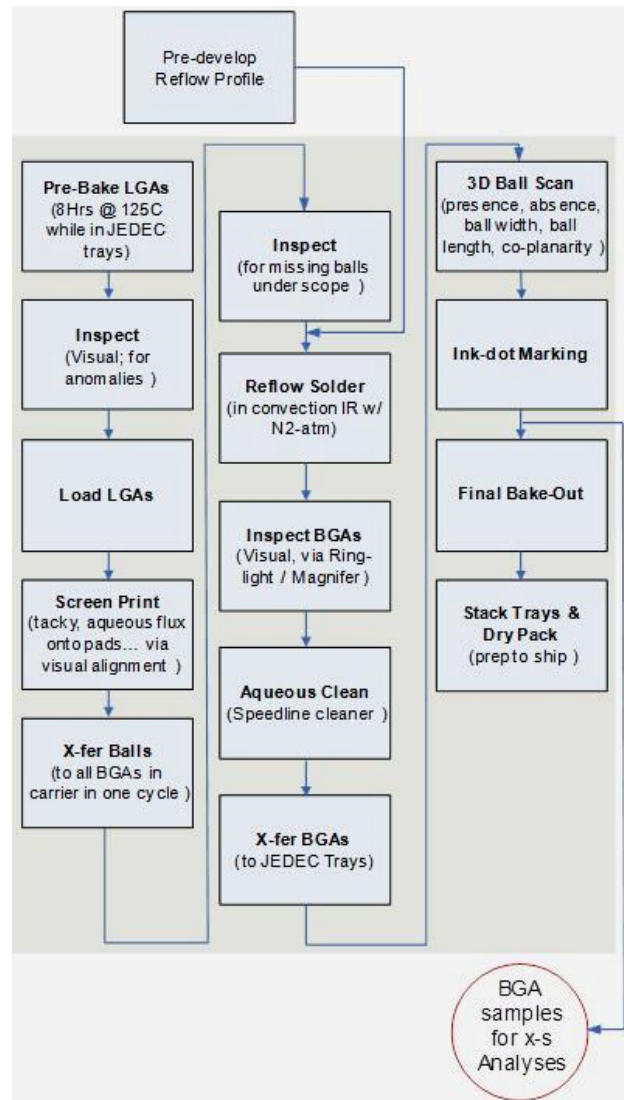 Pre-develop
Reflow Profile
Pre-Bake LGAs
(8Hrs @ 125C
while in JEDEC
trays)
Inspect
(Visual; for
anomalies )
Load LGAs
Screen Print
(tacky, aqueous flux
onto pads... via
visual alignment)
X-fer Balls
(to all BGAs in
carrier in one cycle )
Inspect
(for missing balls
under scope )
Reflow Solder
(in convection IR w/
N2-atm)
Inspect BGAs
(Visual, via Ring-
light / Magnifer)
Aqueous Clean
(Speedline cleaner )
X-fer BGAs
(to JEDEC Trays)
3D Ball Scan
(presence, absence,
ball width, ball
length, co-planarity )
Ink-dot Marking
Final Bake-Out
Stack Trays &
Dry Pack
(prep to ship )
BGA
samples
for x-s
Analyses